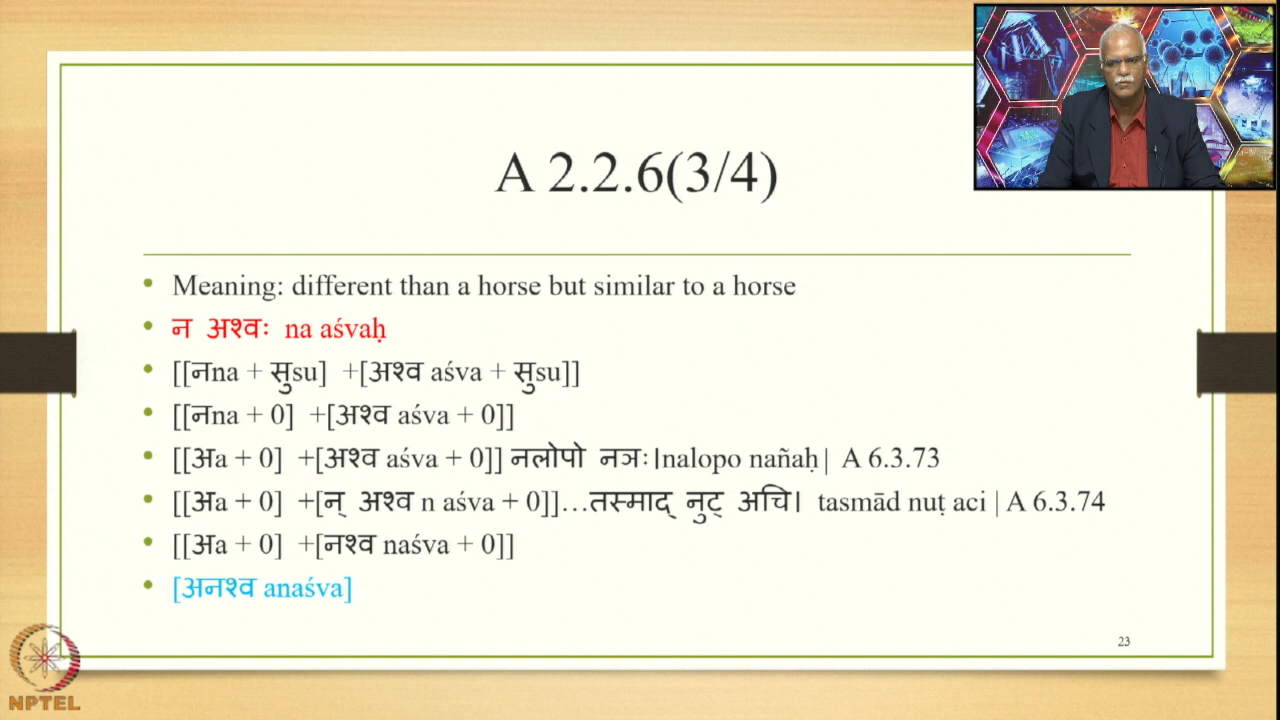 A 2.2.6(3/4)
Meaning: different than a horse but similar to a horse
न अश्वः na aśvaḥ
[[नna + सुsu] +[अश्व aśva + सुsu]]
[[नna + 0] +[अश्व aśva + 0]]
[[अa + 0] +[अश्व aśva + 0]] नलोपो नञः।nalopo nañaḥ| A 6.3.73
[[अa + 0] +[न् अश्व n aśva + 0]]…तस्माद् नुट् अचि। tasmād nuṭ aci | A 6.3.74
[[अa + 0] +[नश्व naśva + 0]]
[अनश्व anaśva]
23
NPTEL